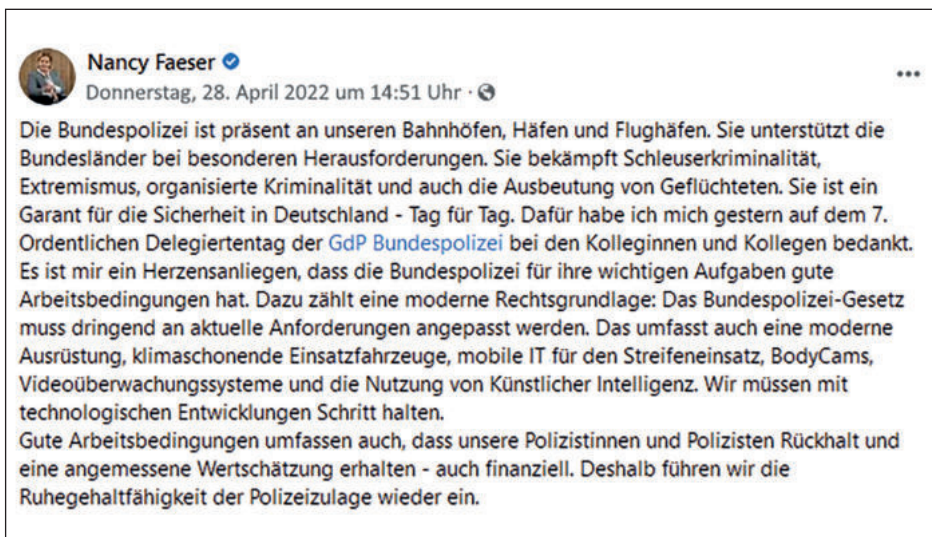 Nancy Faeser
Donnerstag, 28. April 2022 um 14:51 Uhr ·
Die Bundespolizei ist präsent an unseren Bahnhöfen, Häfen und Flughäfen. Sie unterstützt die
Bundesländer bei besonderen Herausforderungen. Sie bekämpft Schleuserkriminalität,
Extremismus, organisierte Kriminalität und auch die Ausbeutung von Geflüchteten. Sie ist ein
Garant für die Sicherheit in Deutschland - Tag für Tag. Dafür habe ich mich gestern auf dem 7.
Ordentlichen Delegiertentag der GdP Bundespolizei bei den Kolleginnen und Kollegen bedankt.
Es ist mir ein Herzensanliegen, dass die Bundespolizei für ihre wichtigen Aufgaben gute
Arbeitsbedingungen hat. Dazu zählt eine moderne Rechtsgrundlage: Das Bundespolizei-Gesetz
muss dringend an aktuelle Anforderungen angepasst werden. Das umfasst auch eine moderne
Ausrüstung, klimaschonende Einsatzfahrzeuge, mobile IT für den Streifeneinsatz, BodyCams,
Videoüberwachungssysteme und die Nutzung von Künstlicher Intelligenz. Wir müssen mit
technologischen Entwicklungen Schritt halten.
Gute Arbeitsbedingungen umfassen auch, dass unsere Polizistinnen und Polizisten Rückhalt und
eine angemessene Wertschätzung erhalten - auch finanziell. Deshalb führen wir die
Ruhegehaltfähigkeit der Polizeizulage wieder ein.